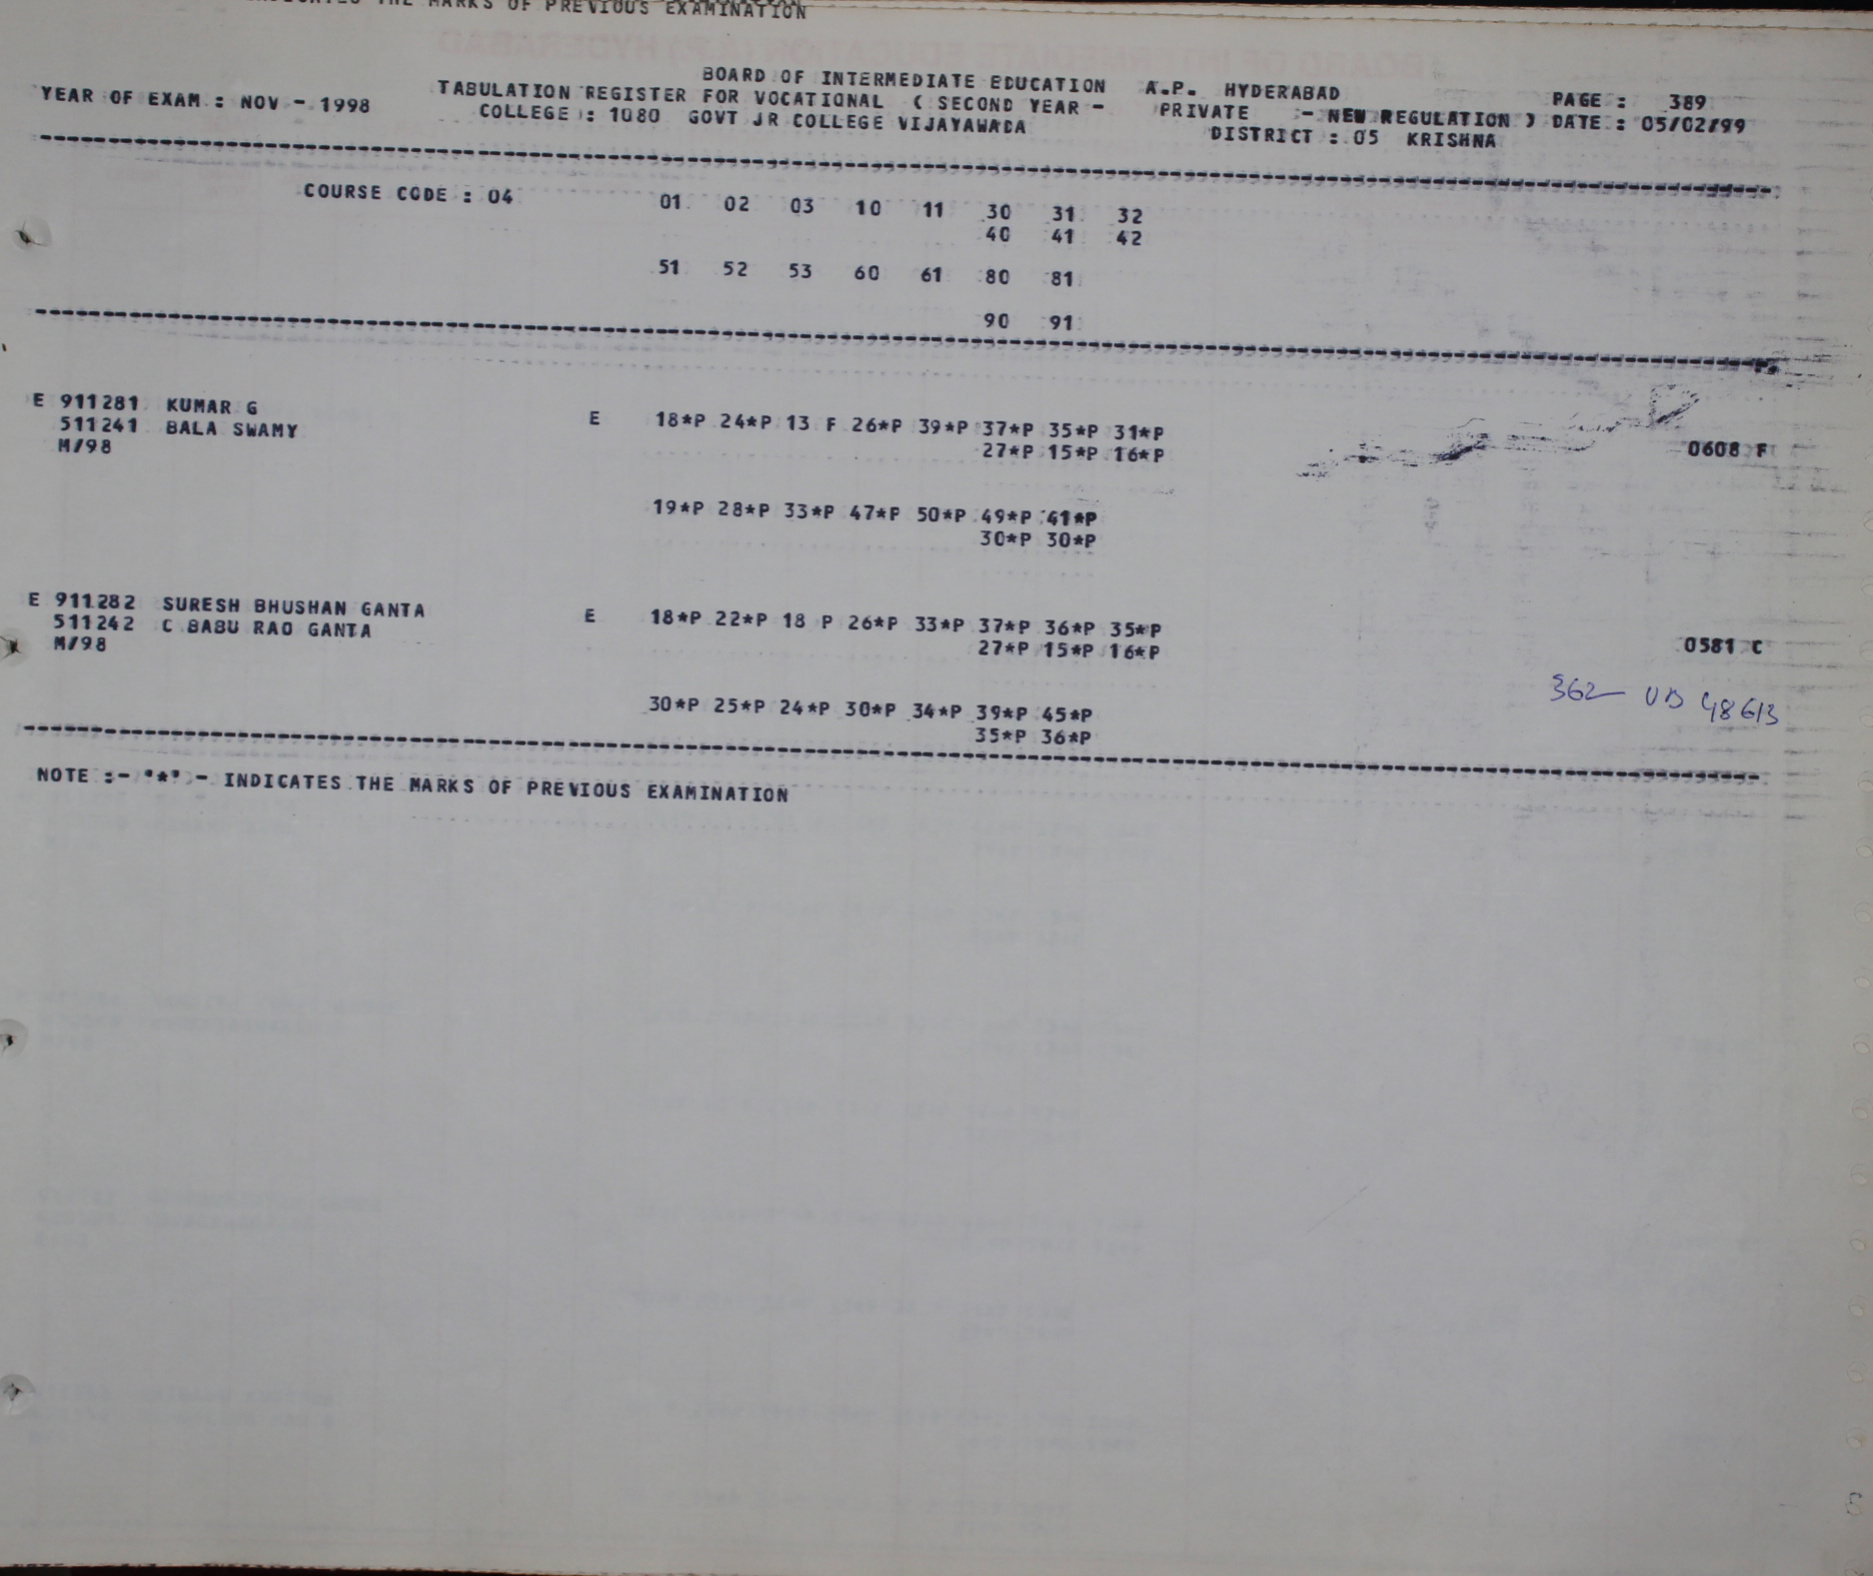 THE MARKS OF PREVIOUS EXAMINATION
BOARD OF INTERMEDIATE EDUCATION A.P. HYDERABAD
YEAR OF EXAM : NOV - 1998 TABULATION REGISTER FOR VOCATIONAL ( SECOND YEAR - PRIVATE - NEW REGULATION ) PAGE : 389
COLLEGE : 1080 GOVT JR COLLEGE VIJAYAWADA DISTRICT : 05 KRISHNA DATE : 05/02/99
COURSE CODE : 04 01 02 03 10 11 30 31 32
40 41 42
51 52 53 60 61 80 81
90 91
E 911281 KUMAR G E 18*P 24*P 13 F 26*P 39*P 37*P 35*P 31*P
511241 BALA SWAMY 27*P 15*P 16*P 0608 F
M/98
19*P 28*P 33*P 47*P 50*P 49*P 41*P
30*P 30*P
E 911282 SURESH BHUSHAN GANTA E 18*P 22*P 18 P 26*P 33*P 37*P 36*P 35*P
511242 C BABU RAO GANTA 27*P 15*P 16*P 0581 C
M/98
362 - VB 48613
30*P 25*P 24*P 30*P 34*P 39*P 45*P
35*P 36*P
NOTE :- "*" - INDICATES THE MARKS OF PREVIOUS EXAMINATION